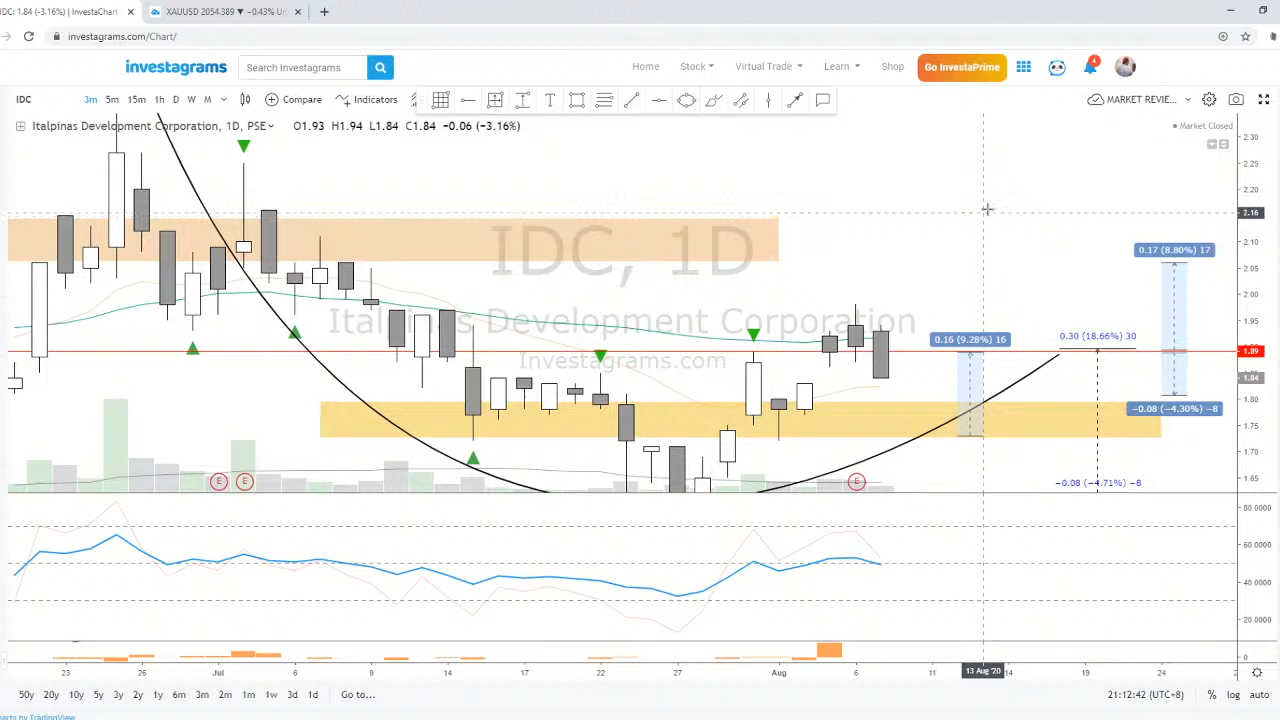 IDC: 1.84 (-3.16%) | InvestaChart
XAUUSD 2054.389 ▼ −0.43% Un
investagrams.com/Chart/
investagrams
Search Investagrams
Home
Stock
Virtual Trade
Learn
Shop
Go InvestaPrime
4
IDC
3m 5m 15m 1h D W M
Compare
Indicators
MARKET REVIE...
Italpinas Development Corporation, 1D, PSE
O1.93 H1.94 L1.84 C1.84 -0.06 (-3.16%)
Market Closed
IDC, 1D
Italpinas Development Corporation
Investagrams.com
0.17 (8.80%) 17
0.16 (9.28%) 16
0.30 (18.66%) 30
−0.08 (−4.30%) −8
−0.08 (−4.71%) −8
E
E
E
2.30
2.25
2.20
2.16
2.10
2.05
2.00
1.95
1.89
1.84
1.80
1.75
1.70
1.65
80.0000
60.0000
40.0000
20.0000
0
23 Jul 6 9 14 22 27 Aug 6 11 13 Aug '20 14 19 24
50y 20y 10y 5y 3y 2y 1y 6m 3m 2m 1m 1w 3d 1d Go to...
21:12:42 (UTC+8)
% log auto
arts by TradingView